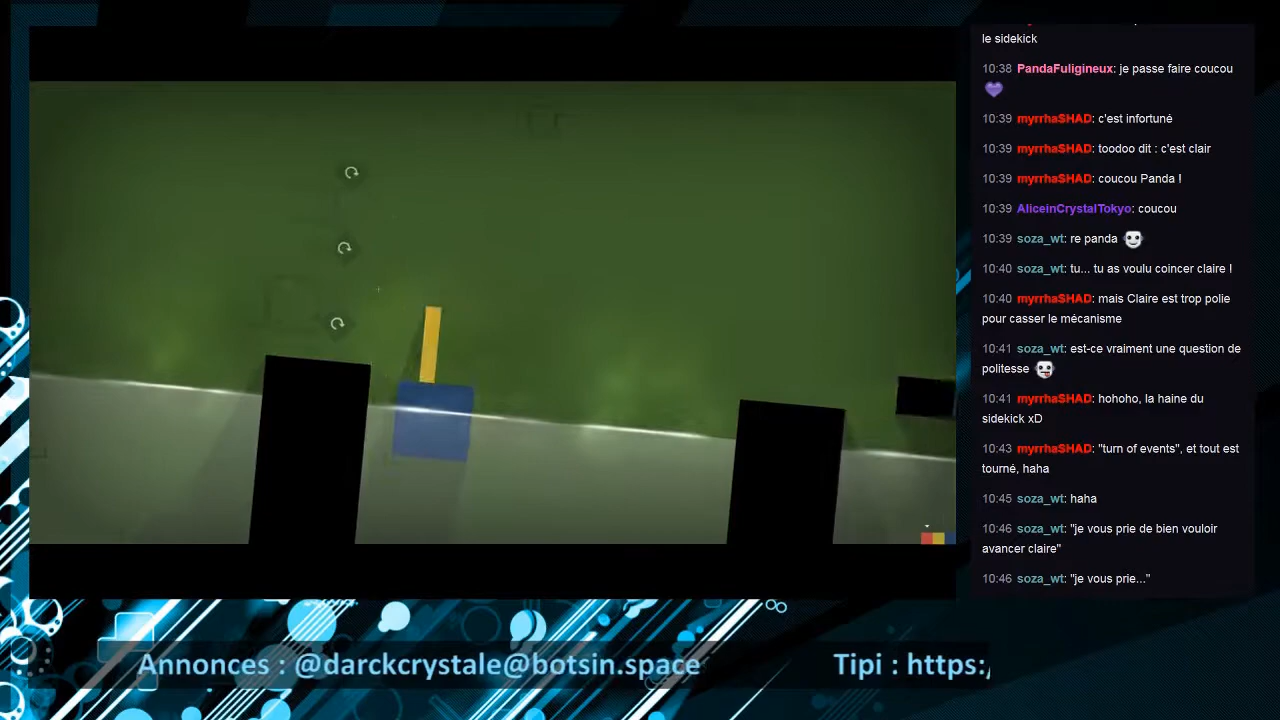 le sidekick
10:38 PandaFuligineux: je passe faire coucou
10:39 myrrhaSHAD: c'est infortuné
10:39 myrrhaSHAD: toodoo dit : c'est clair
10:39 myrrhaSHAD: coucou Panda !
10:39 AliceinCrystalTokyo: coucou
10:39 soza_wt: re panda
10:40 soza_wt: tu... tu as voulu coincer claire !
10:40 myrrhaSHAD: mais Claire est trop polie
pour casser le mécanisme
10:41 soza_wt: est-ce vraiment une question de
politesse
10:41 myrrhaSHAD: hohoho, la haine du
sidekick xD
10:43 myrrhaSHAD: "turn of events", et tout est
tourné, haha
10:45 soza_wt: haha
10:46 soza_wt: "je vous prie de bien vouloir
avancer claire"
10:46 soza_wt: "je vous prie..."
Annonces : @darckcrystale@botsin.space Tipi : https:/